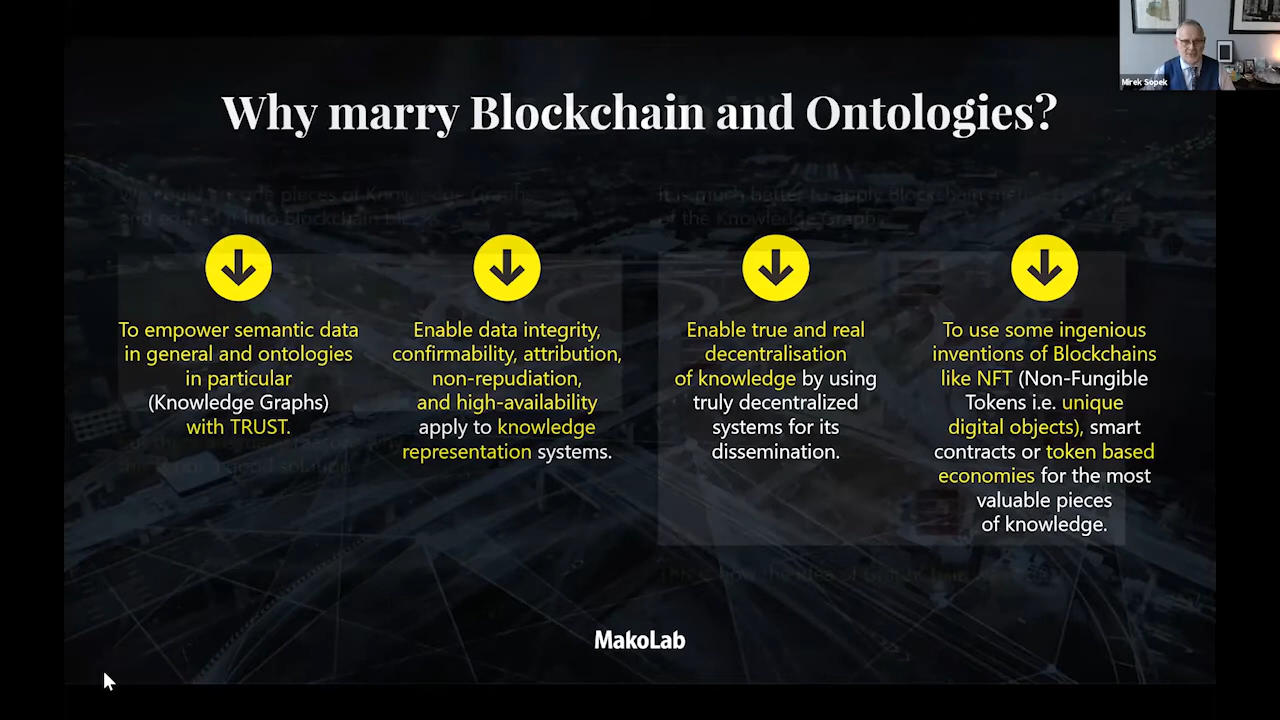 Mirek Sopek
Why marry Blockchain and Ontologies?
To empower semantic data
in general and ontologies
in particular
(Knowledge Graphs)
with TRUST.
Enable data integrity,
confirmability, attribution,
non-repudiation,
and high-availability
apply to knowledge
representation systems.
Enable true and real
decentralisation
of knowledge by using
truly decentralized
systems for its
dissemination.
To use some ingenious
inventions of Blockchains
like NFT (Non-Fungible
Tokens i.e. unique
digital objects), smart
contracts or token based
economies for the most
valuable pieces
of knowledge.
MakoLab